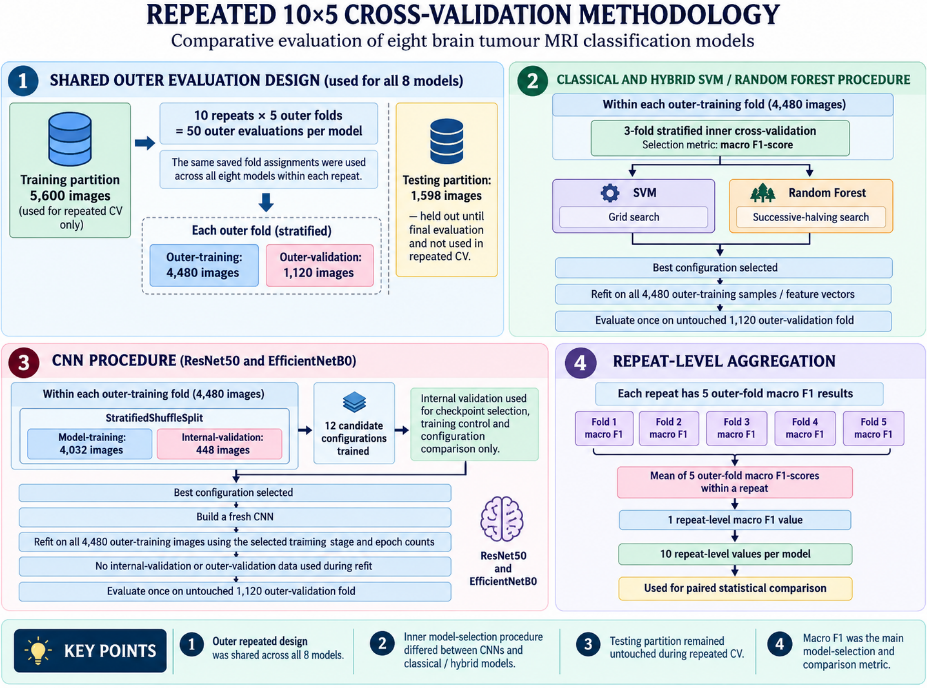 REPEATED 10×5 CROSS-VALIDATION METHODOLOGY
Comparative evaluation of eight brain tumour MRI classification models
1
SHARED OUTER EVALUATION DESIGN (used for all 8 models)
Training partition
5,600 images
(used for repeated CV
only)
10 repeats × 5 outer folds
= 50 outer evaluations per model
The same saved fold assignments were used
across all eight models within each repeat.
Each outer fold (stratified)
Outer-training:
4,480 images
Outer-validation:
1,120 images
Testing partition:
1,598 images
— held out until
final evaluation
and not used in
repeated CV.
2
CLASSICAL AND HYBRID SVM / RANDOM FOREST PROCEDURE
Within each outer-training fold (4,480 images)
3-fold stratified inner cross-validation
Selection metric: macro F1-score
SVM
Grid search
Random Forest
Successive-halving search
Best configuration selected
Refit on all 4,480 outer-training samples / feature vectors
Evaluate once on untouched 1,120 outer-validation fold
3
CNN PROCEDURE (ResNet50 and EfficientNetB0)
Within each outer-training fold (4,480 images)
StratifiedShuffleSplit
Model-training:
4,032 images
Internal-validation:
448 images
12 candidate
configurations
trained
Internal validation used
for checkpoint selection,
training control and
configuration
comparison only.
Best configuration selected
Build a fresh CNN
Refit on all 4,480 outer-training images using the selected training stage and epoch counts
No internal-validation or outer-validation data used during refit
Evaluate once on untouched 1,120 outer-validation fold
ResNet50
and
EfficientNetB0
4
REPEAT-LEVEL AGGREGATION
Each repeat has 5 outer-fold macro F1 results
Fold 1
macro F1
Fold 2
macro F1
Fold 3
macro F1
Fold 4
macro F1
Fold 5
macro F1
Mean of 5 outer-fold macro F1-scores
within a repeat
1 repeat-level macro F1 value
10 repeat-level values per model
Used for paired statistical comparison
KEY POINTS
1
Outer repeated design
was shared across all 8 models.
2
Inner model-selection procedure
differed between CNNs and
classical / hybrid models.
3
Testing partition remained
untouched during repeated CV.
4
Macro F1 was the main
model-selection and
comparison metric.